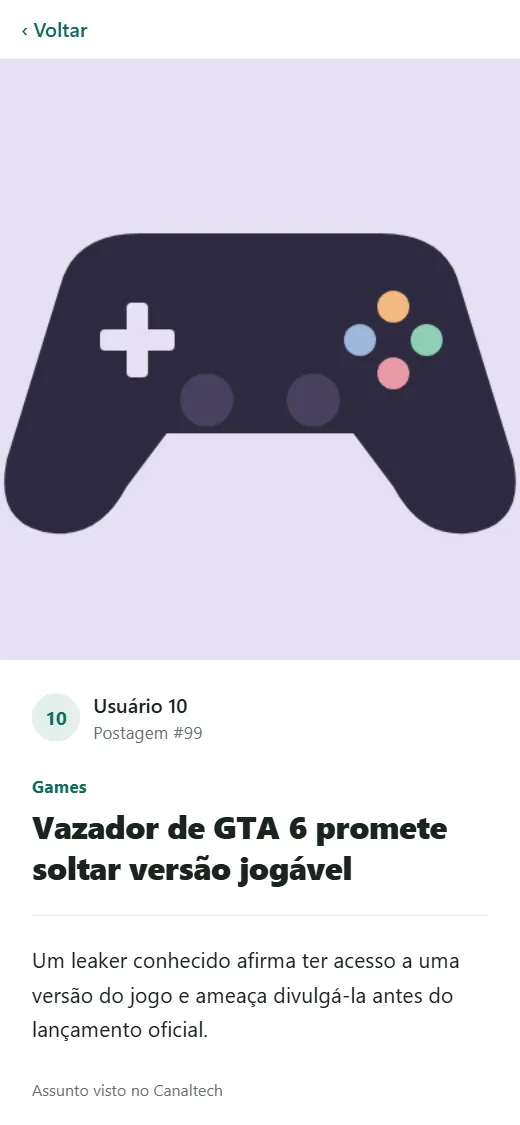 ‹ Voltar
10
Usuário 10
Postagem #99
Games
Vazador de GTA 6 promete
soltar versão jogável
Um leaker conhecido afirma ter acesso a uma
versão do jogo e ameaça divulgá-la antes do
lançamento oficial.
Assunto visto no Canaltech